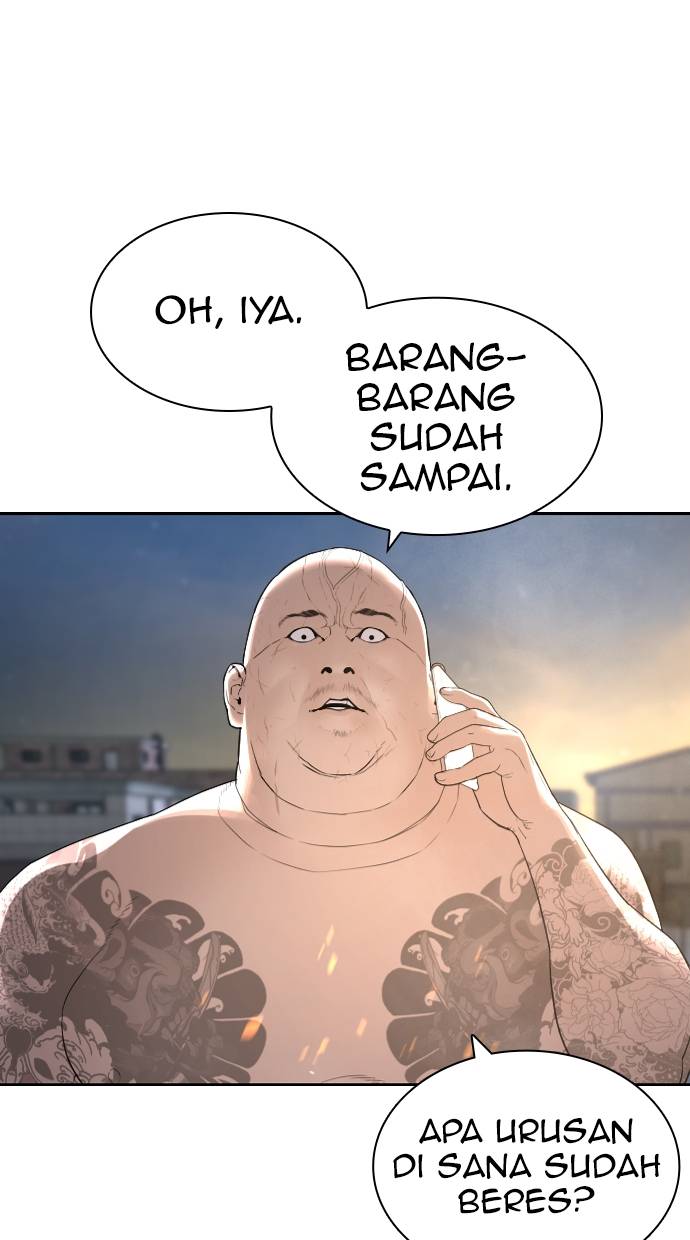 OH, IYA.
BARANG-
BARANG
SUDAH
SAMPAI.
APA URUSAN
DI SANA SUDAH
BERES?